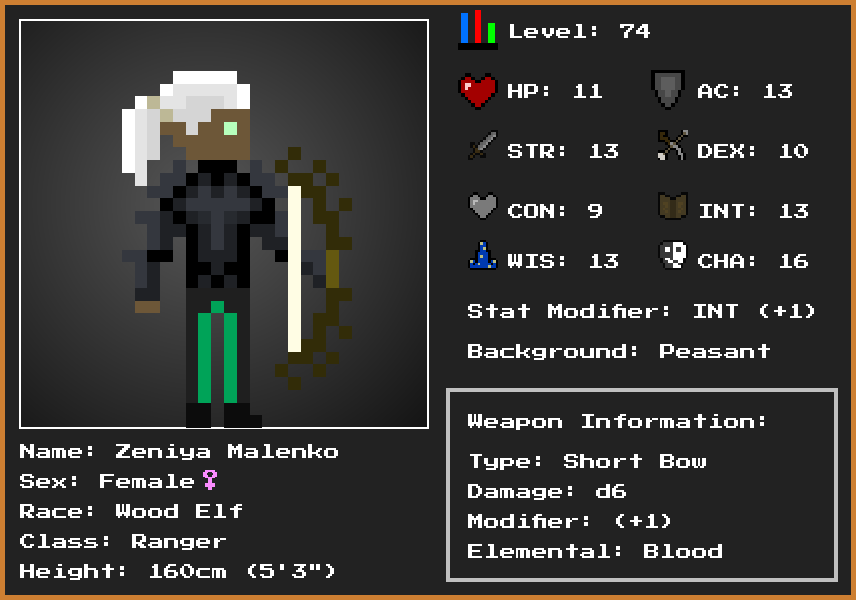 Level: 74
HP: 11 AC: 13
STR: 13 DEX: 10
CON: 9 INT: 13
WIS: 13 CHA: 16
Stat Modifier: INT (+1)
Background: Peasant
Weapon Information:
Type: Short Bow
Damage: d6
Modifier: (+1)
Elemental: Blood
Name: Zeniya Malenko
Sex: Female♀
Race: Wood Elf
Class: Ranger
Height: 160cm (5'3")